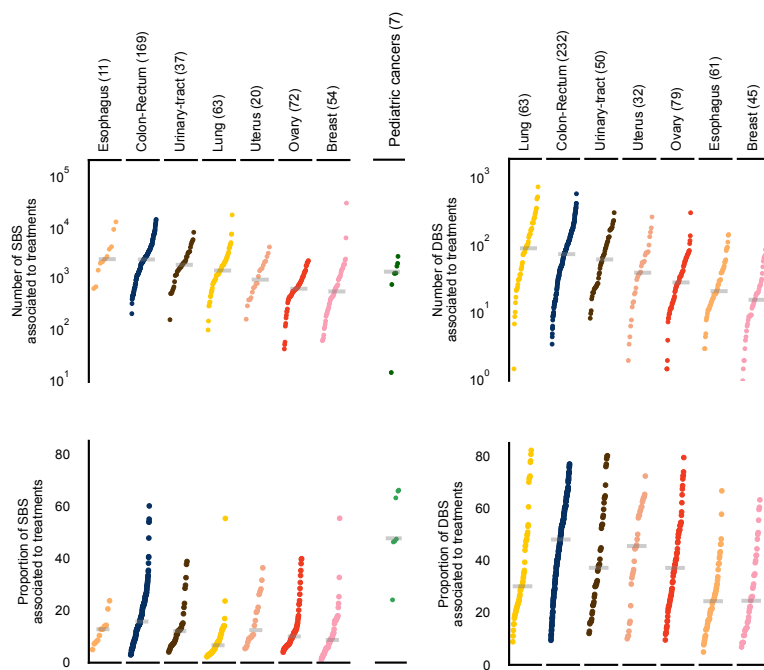 Esophagus (11)
Colon-Rectum (169)
Urinary-tract (37)
Lung (63)
Uterus (20)
Ovary (72)
Breast (54)
Pediatric cancers (7)
Number of SBS
associated to treatments
10⁵
10⁴
10³
10²
10¹
Lung (63)
Colon-Rectum (232)
Urinary-tract (50)
Uterus (32)
Ovary (79)
Esophagus (61)
Breast (45)
Number of DBS
associated to treatments
10³
10²
10¹
10⁰
Proportion of SBS
associated to treatments
80
60
40
20
0
Proportion of DBS
associated to treatments
80
60
40
20
0